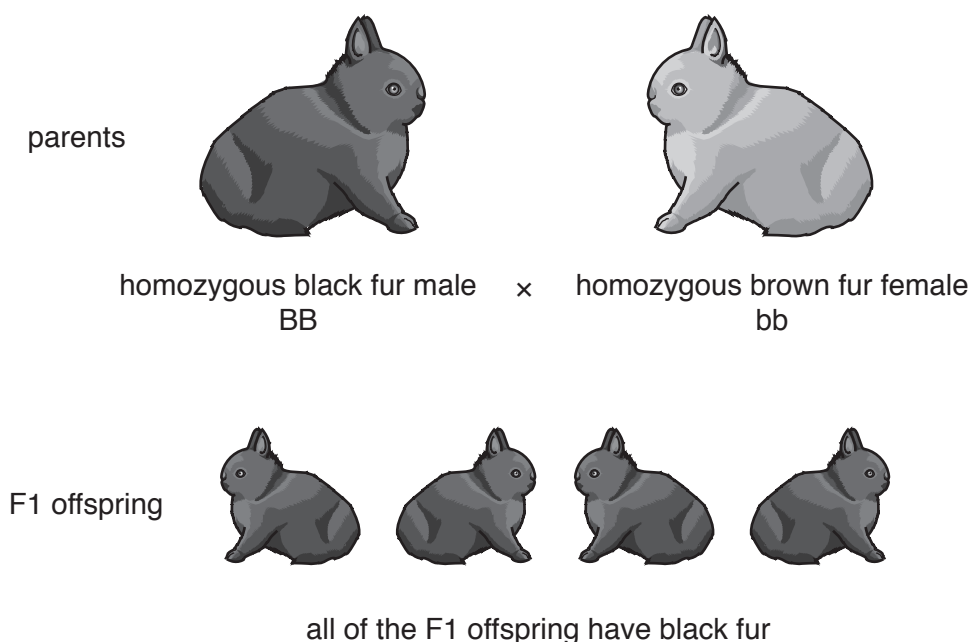 parents
homozygous black fur male × homozygous brown fur female
BB bb
F1 offspring
all of the F1 offspring have black fur